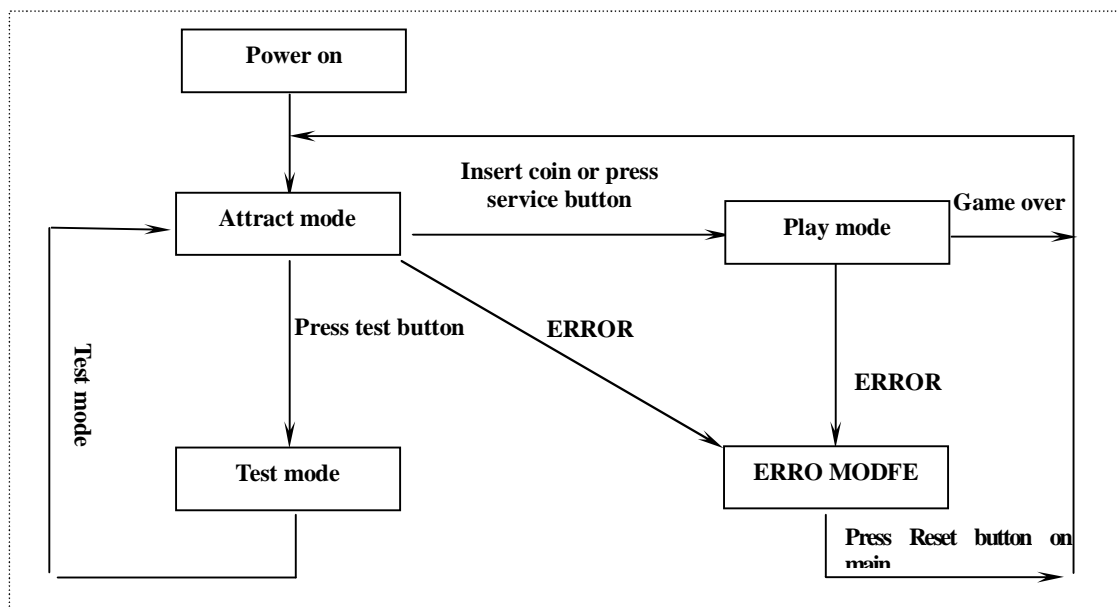 Power on
Insert coin or press
service button
Attract mode
Game over
Play mode
Press test button
ERROR
Test mode
ERROR
Test mode
ERRO MODFE
Press Reset button on
main